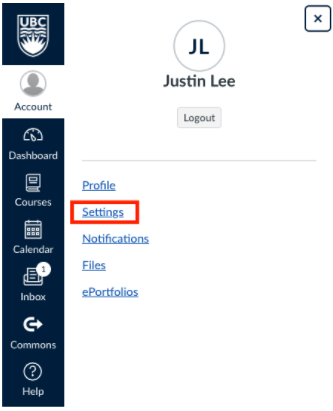 UBC
Account
Dashboard
Courses
Calendar
1
Inbox
Commons
Help
×
JL
Justin Lee
Logout
Profile
Settings
Notifications
Files
ePortfolios